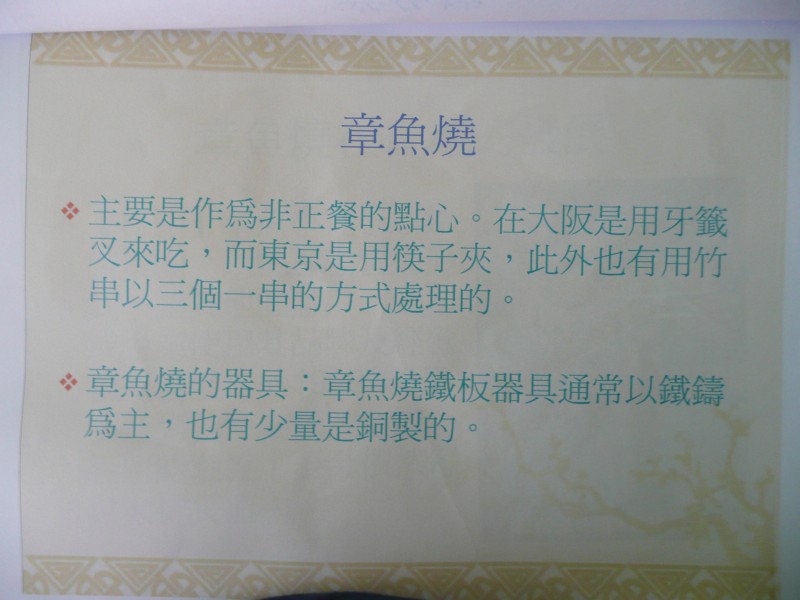 章魚燒
主要是作爲非正餐的點心。在大阪是用牙籤
叉來吃，而東京是用筷子夾，此外也有用竹
串以三個一串的方式處理的。
章魚燒的器具：章魚燒鐵板器具通常以鐵鑄
爲主，也有少量是銅製的。